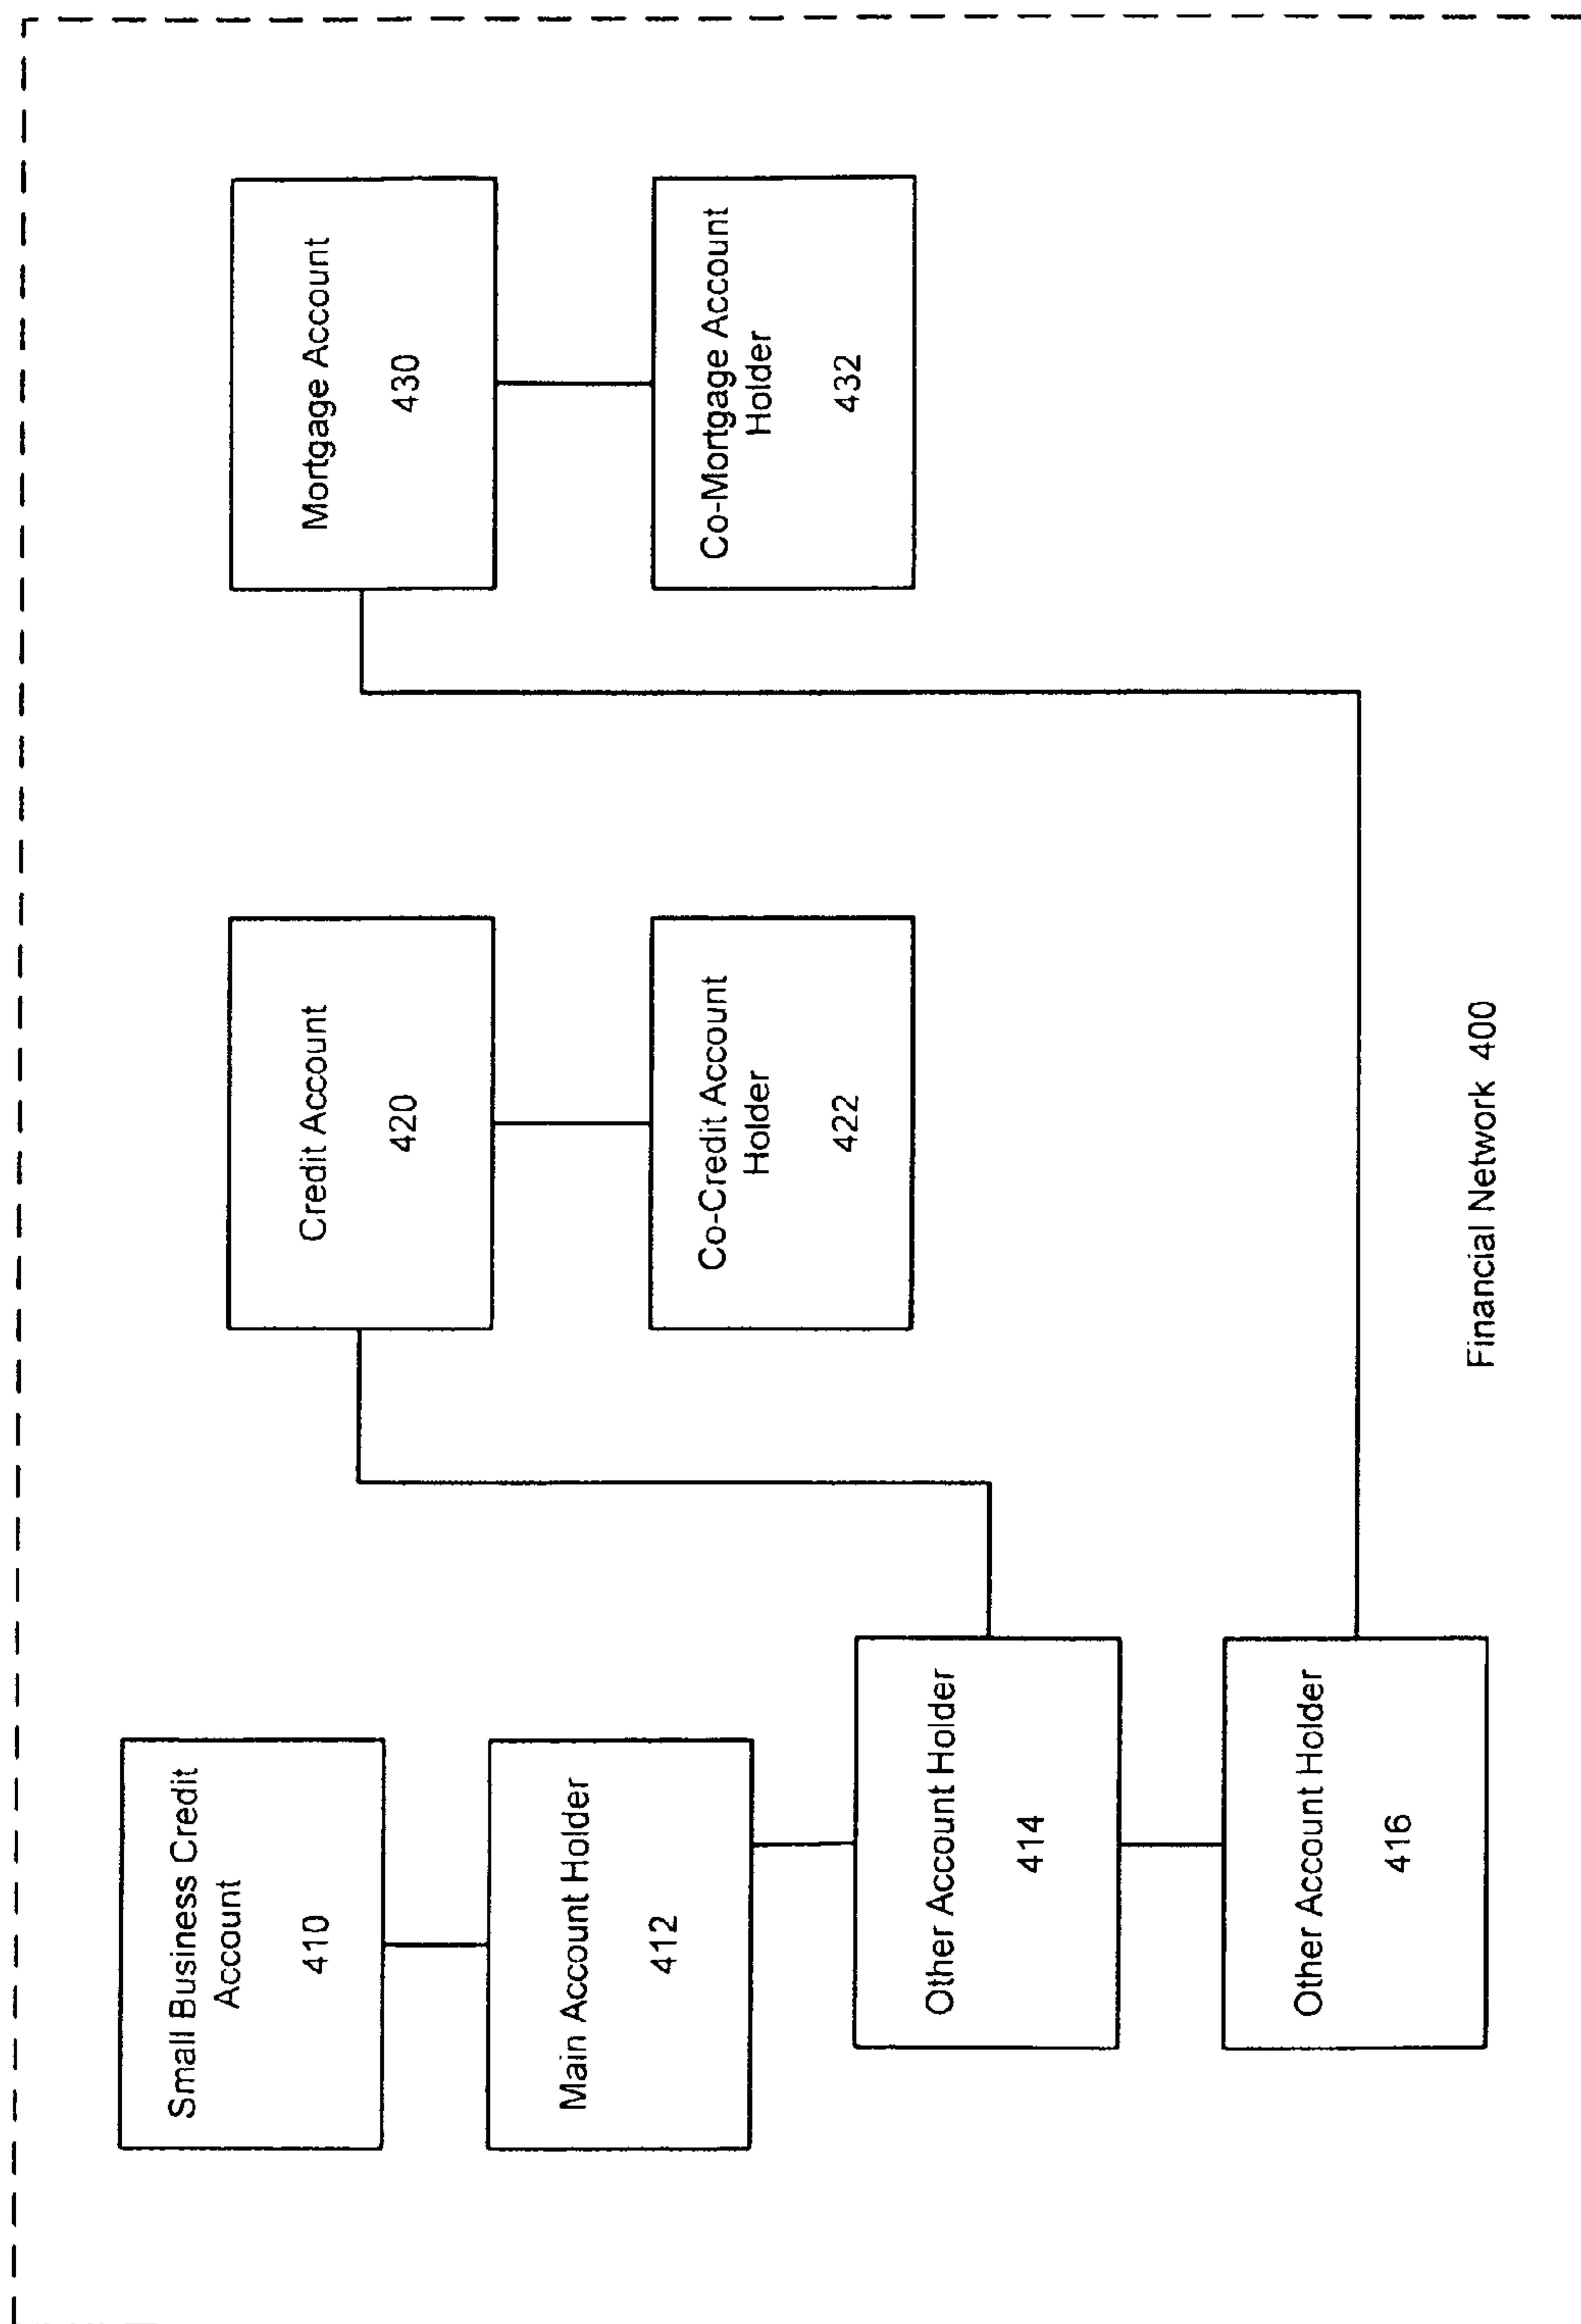 Small Business Credit
Account
410
Main Account Holder
412
Other Account Holder
414
Other Account Holder
416
Credit Account
420
Co-Credit Account
Holder
422
Mortgage Account
430
Co-Mortgage Account
Holder
432
Financial Network 400